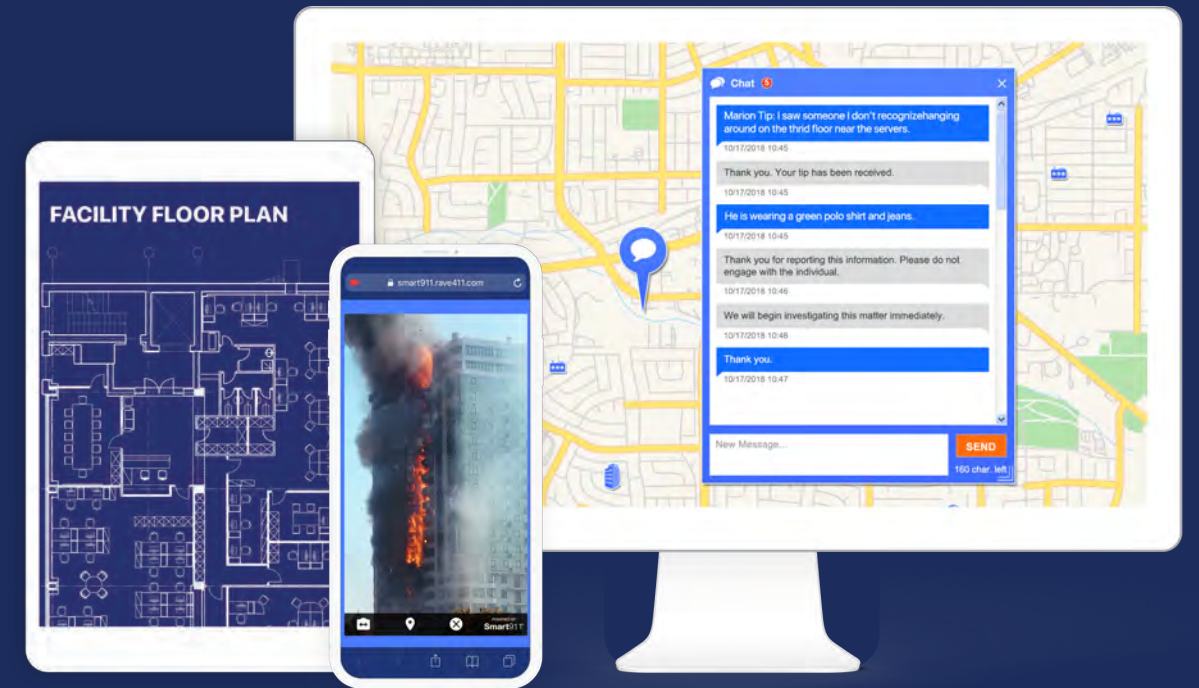 FACILITY FLOOR PLAN
smart911.rave411.com
POWERED BY
Smart911
Chat 5
Marion Tip: I saw someone I don't recognizehanging
around on the thrid floor near the servers.
10/17/2018 10:45
Thank you. Your tip has been received.
10/17/2018 10:45
He is wearing a green polo shirt and jeans.
10/17/2018 10:45
Thank you for reporting this information. Please do not
engage with the individual.
10/17/2018 10:46
We will begin investigating this matter immediately.
10/17/2018 10:46
Thank you.
10/17/2018 10:47
New Message...
SEND
160 char. left